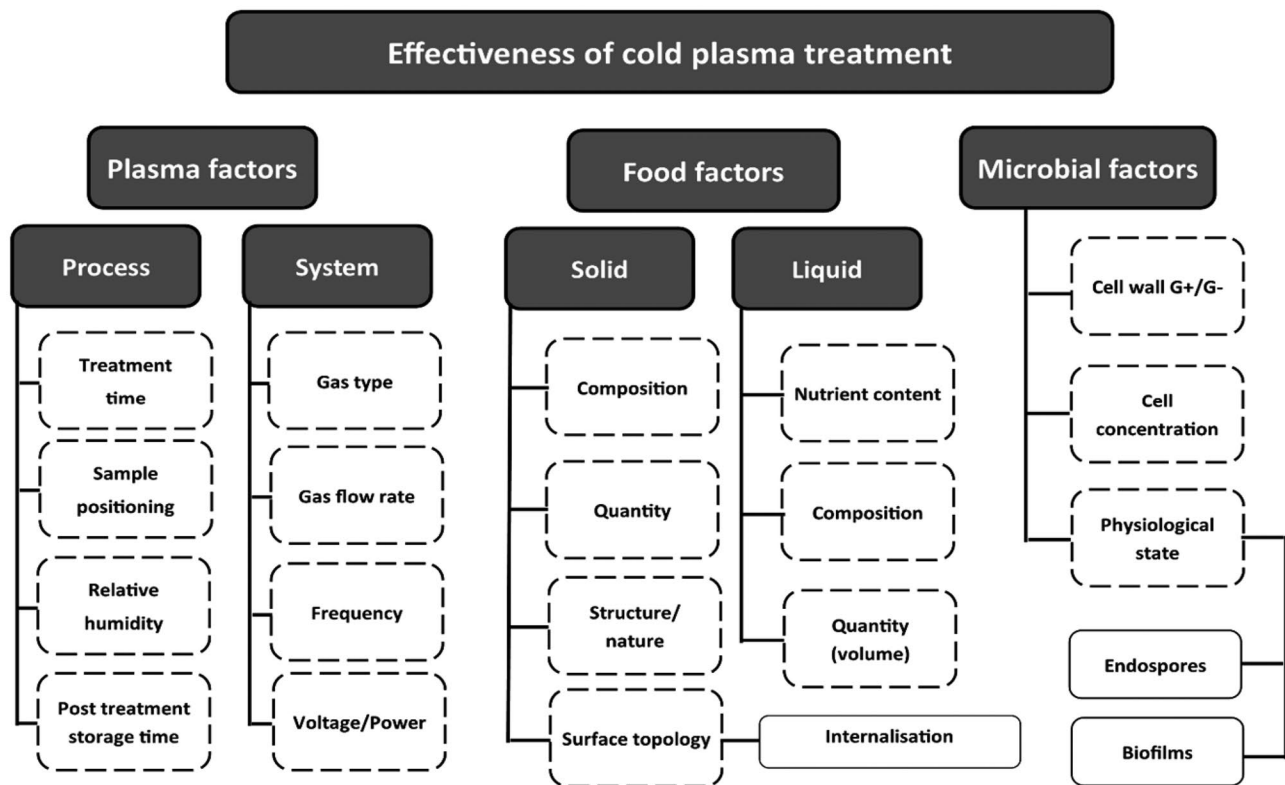 Effectiveness of cold plasma treatment
Plasma factors
Process
Treatment
time
Sample
positioning
Relative
humidity
Post treatment
storage time
System
Gas type
Gas flow rate
Frequency
Voltage/Power
Food factors
Solid
Composition
Quantity
Structure/
nature
Surface topology
Internalisation
Liquid
Nutrient content
Composition
Quantity
(volume)
Microbial factors
Cell wall G+/G-
Cell
concentration
Physiological
state
Endospores
Biofilms